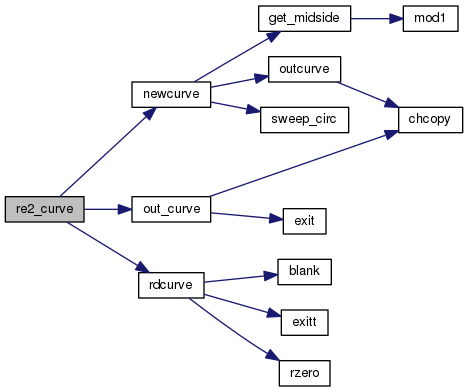 get_midside
mod1
outcurve
newcurve
sweep_circ
chcopy
re2_curve
out_curve
exit
blank
rdcurve
exitt
rzero